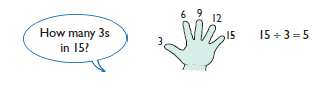 How many 3s
in 15?
3 6 9 12 15
15 ÷ 3 = 5